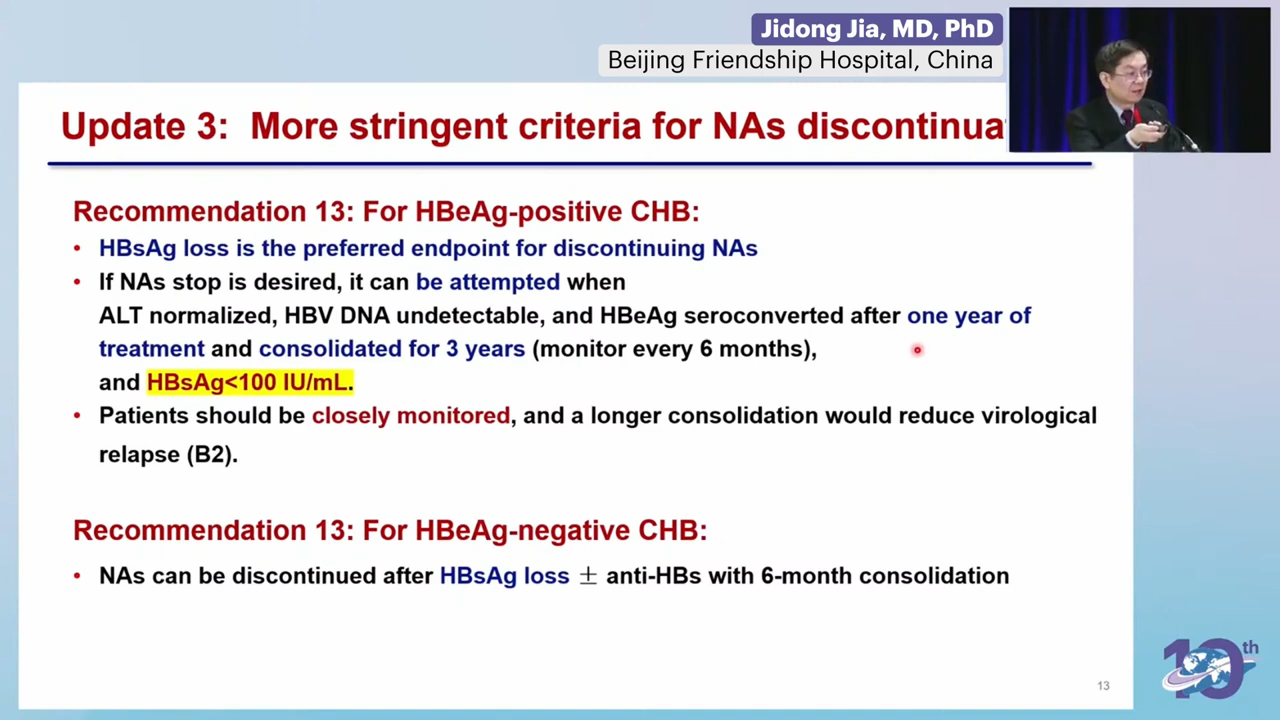 Jidong Jia, MD, PhD
Beijing Friendship Hospital, China
Update 3: More stringent criteria for NAs discontinua
Recommendation 13: For HBeAg-positive CHB:
• HBsAg loss is the preferred endpoint for discontinuing NAs
• If NAs stop is desired, it can be attempted when
ALT normalized, HBV DNA undetectable, and HBeAg seroconverted after one year of
treatment and consolidated for 3 years (monitor every 6 months),
and HBsAg<100 IU/mL.
• Patients should be closely monitored, and a longer consolidation would reduce virological
relapse (B2).
Recommendation 13: For HBeAg-negative CHB:
• NAs can be discontinued after HBsAg loss ± anti-HBs with 6-month consolidation
13
10th